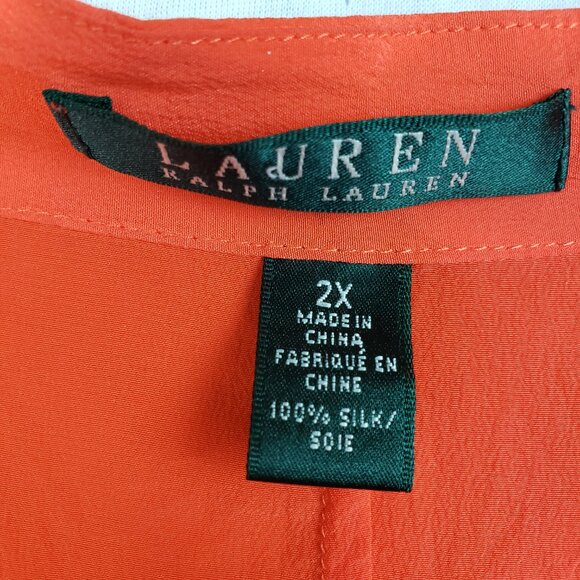 LAUREN
RALPH LAUREN
2X
MADE IN
CHINA
FABRIQUÉ EN
CHINE
100% SILK/
SOIE